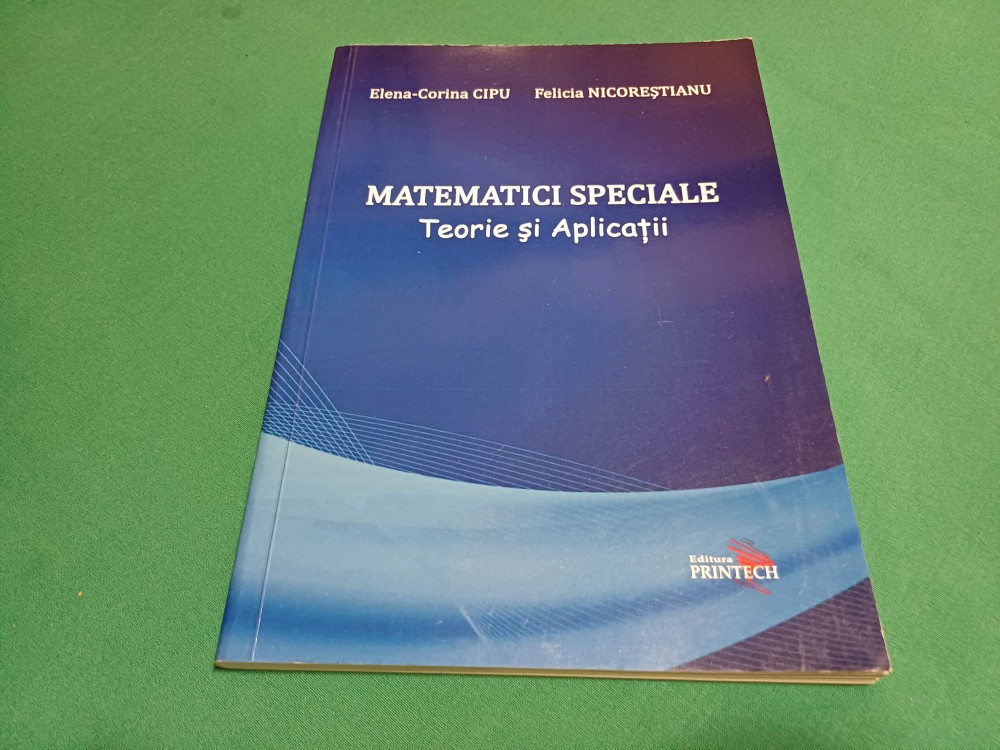 Elena-Corina CIPU Felicia NICOREŞTIANU
MATEMATICI SPECIALE
Teorie şi Aplicaţii
Editura
PRINTECH